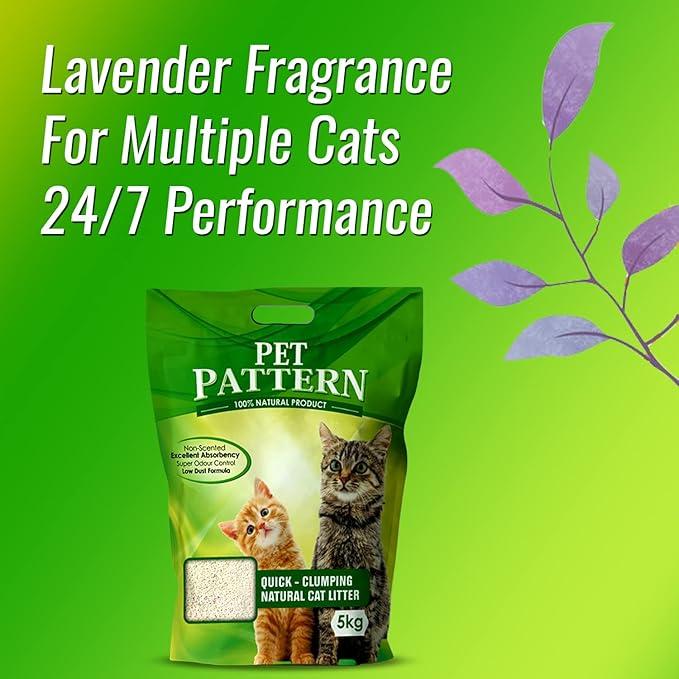 Lavender Fragrance
For Multiple Cats
24/7 Performance
PET
PATTERN
100% NATURAL PRODUCT
Non-Scented
Excellent Absorbency
Super Odour Control
Low Dust Formula
QUICK - CLUMPING
NATURAL CAT LITTER
5kg